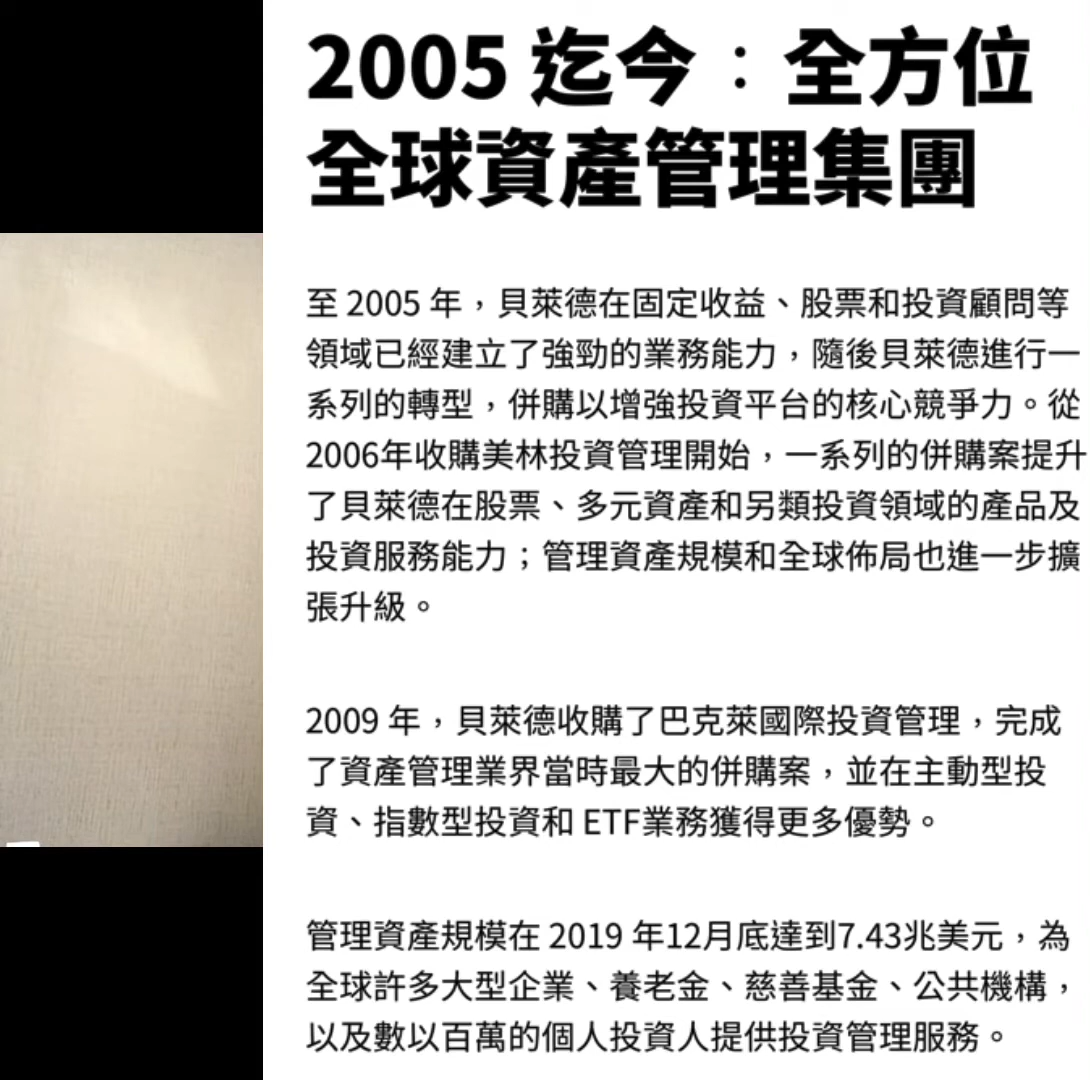 2005 迄今：全方位
全球資產管理集團
至 2005 年，貝萊德在固定收益、股票和投資顧問等
領域已經建立了強勁的業務能力，隨後貝萊德進行一
系列的轉型，併購以增強投資平台的核心競爭力。從
2006年收購美林投資管理開始，一系列的併購案提升
了貝萊德在股票、多元資產和另類投資領域的產品及
投資服務能力；管理資產規模和全球佈局也進一步擴
張升級。
2009 年，貝萊德收購了巴克萊國際投資管理，完成
了資產管理業界當時最大的併購案，並在主動型投
資、指數型投資和 ETF業務獲得更多優勢。
管理資產規模在 2019 年12月底達到7.43兆美元，為
全球許多大型企業、養老金、慈善基金、公共機構，
以及數以百萬的個人投資人提供投資管理服務。